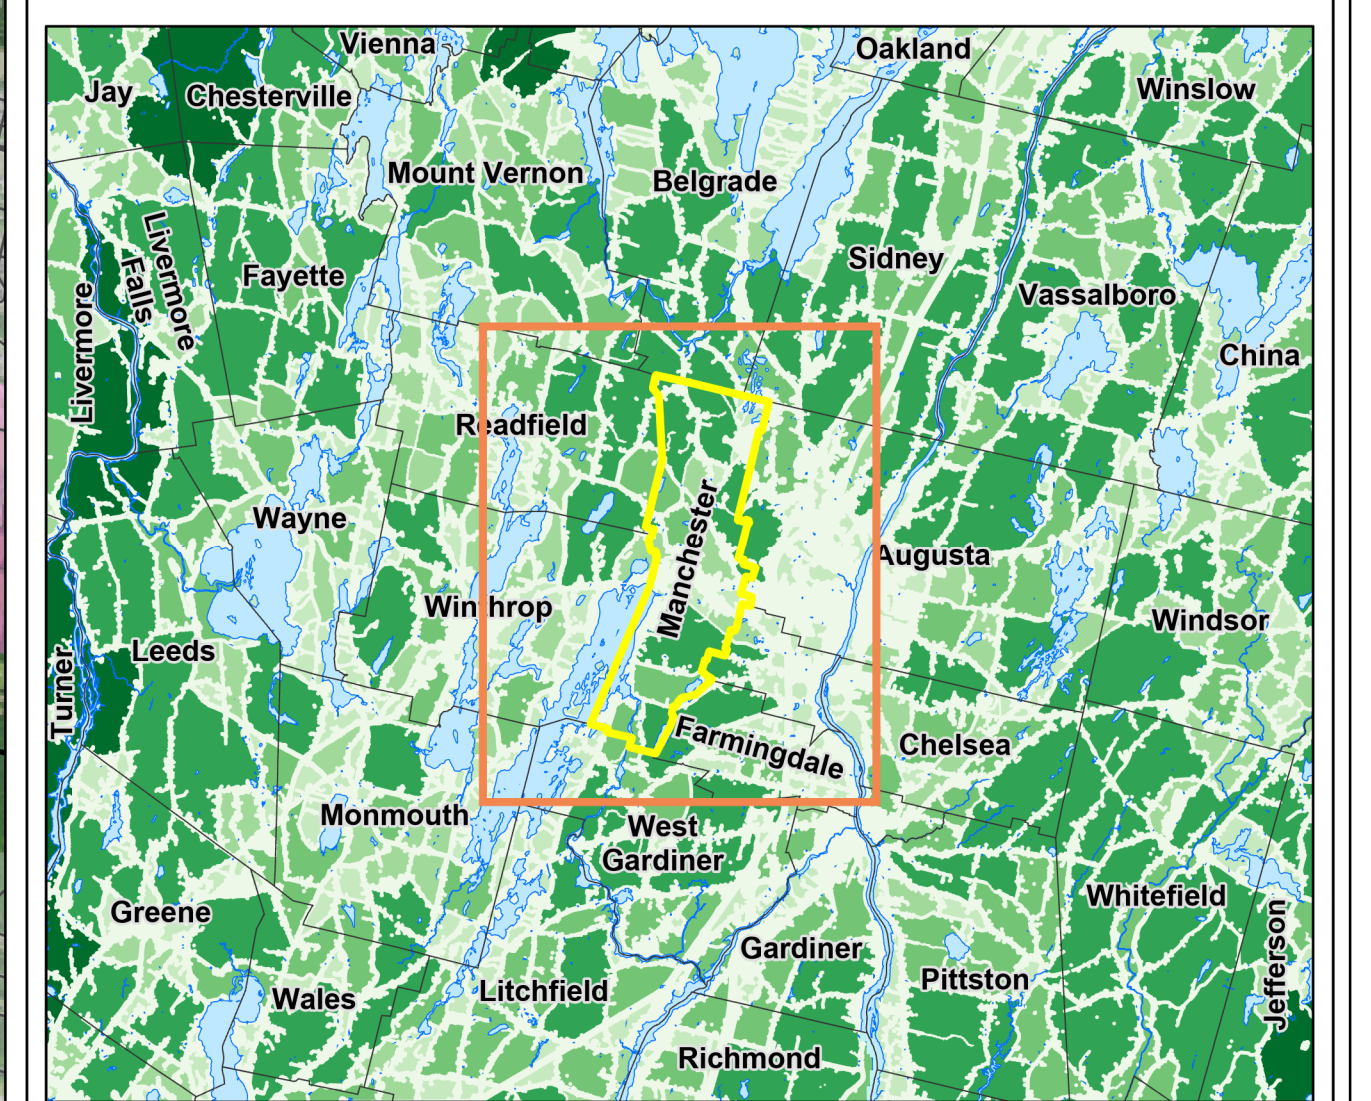 Vienna
Oakland
Jay
Chesterville
Winslow
Mount Vernon
Belgrade
Livermore
Falls
Fayette
Sidney
Vassalboro
Livermore
China
Readfield
Wayne
Manchester
Augusta
Winthrop
Windsor
Leeds
Turner
Farmingdale
Chelsea
Monmouth
West
Gardiner
Whitefield
Greene
Gardiner
Jefferson
Pittston
Wales
Litchfield
Richmond